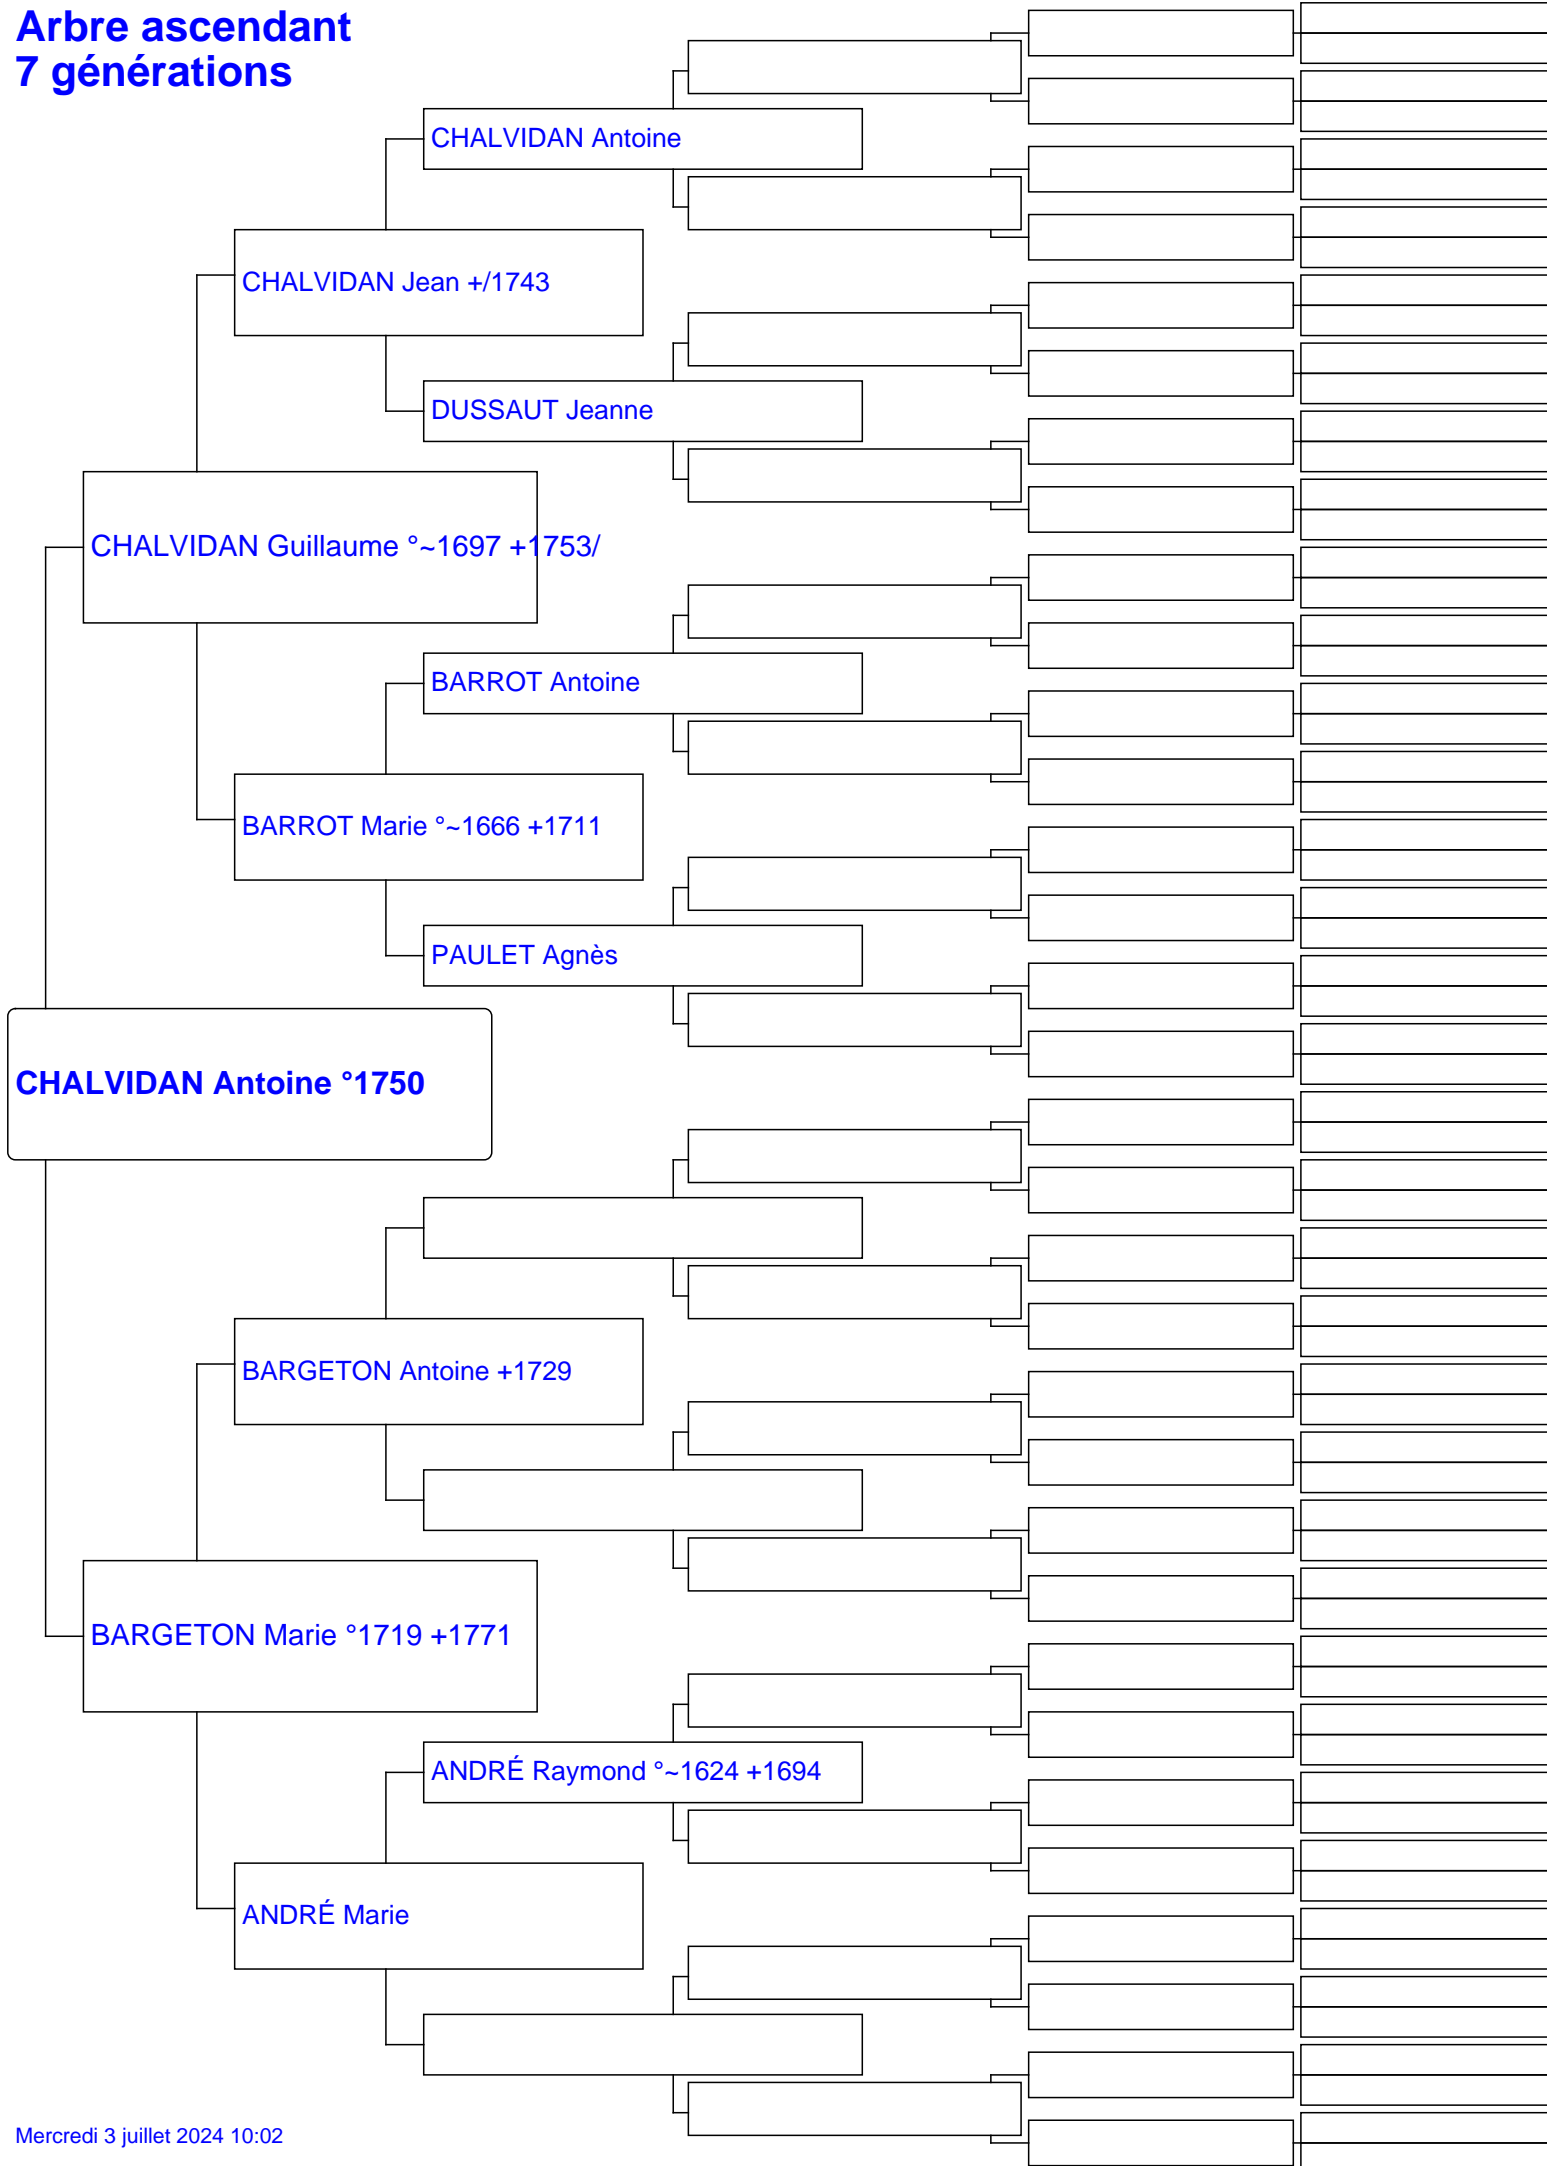 Arbre ascendant
7 générations
CHALVIDAN Antoine
CHALVIDAN Jean +/1743
DUSSAUT Jeanne
CHALVIDAN Guillaume °~1697 +1753/
BARROT Antoine
BARROT Marie °~1666 +1711
PAULET Agnès
CHALVIDAN Antoine °1750
BARGETON Antoine +1729
BARGETON Marie °1719 +1771
ANDRÉ Raymond °~1624 +1694
ANDRÉ Marie
Mercredi 3 juillet 2024 10:02